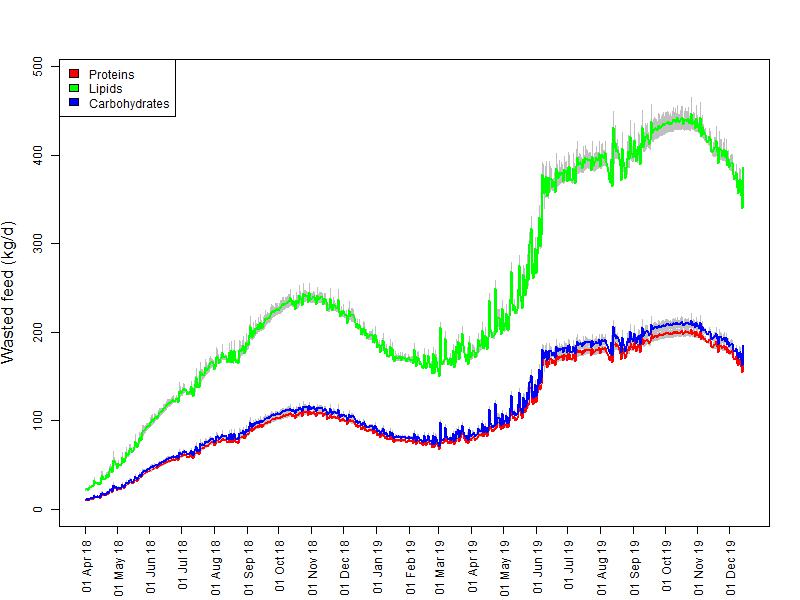 Proteins
Lipids
Carbohydrates
Wasted feed (kg/d)
500
400
300
200
100
0
01 Apr 18
01 May 18
01 Jun 18
01 Jul 18
01 Aug 18
01 Sep 18
01 Oct 18
01 Nov 18
01 Dec 18
01 Jan 19
01 Feb 19
01 Mar 19
01 Apr 19
01 May 19
01 Jun 19
01 Jul 19
01 Aug 19
01 Sep 19
01 Oct 19
01 Nov 19
01 Dec 19